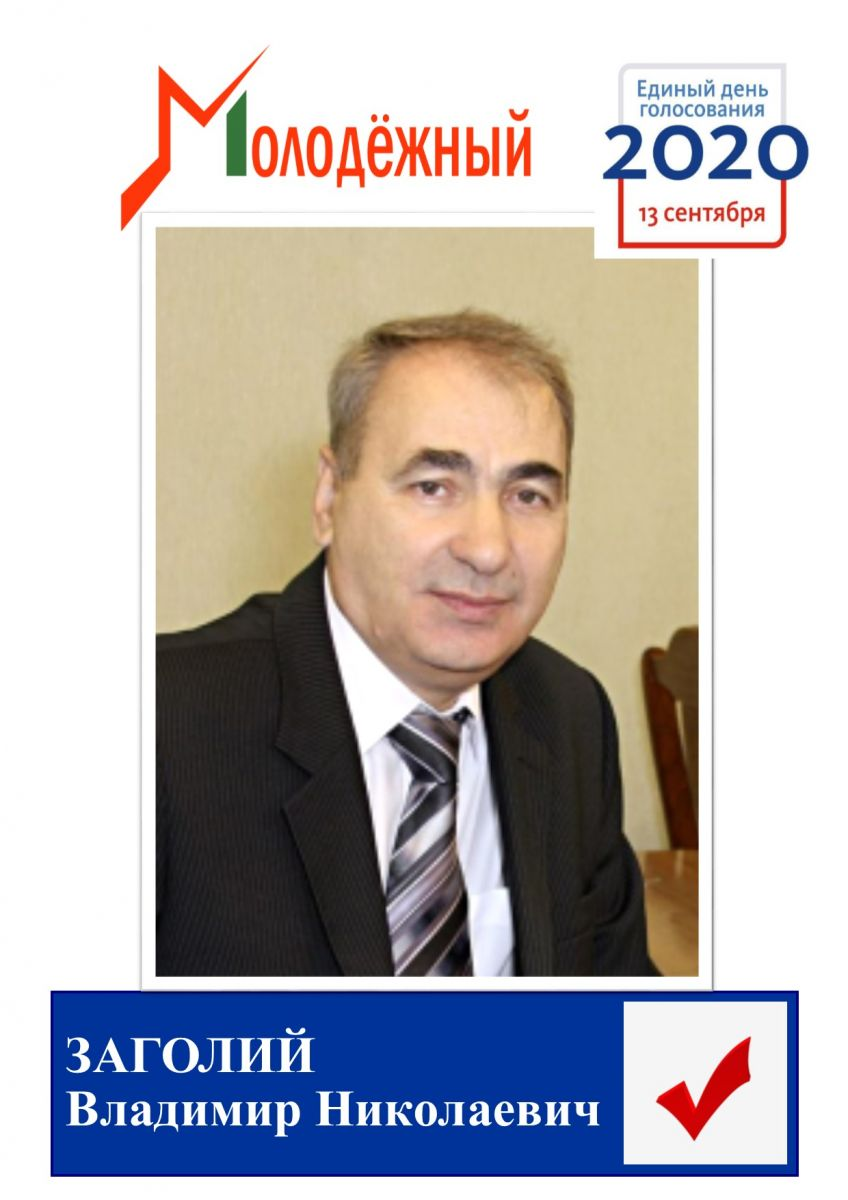 Молодёжный
Единый день
голосования
2020
13 сентября
ЗАГОЛИЙ
Владимир Николаевич